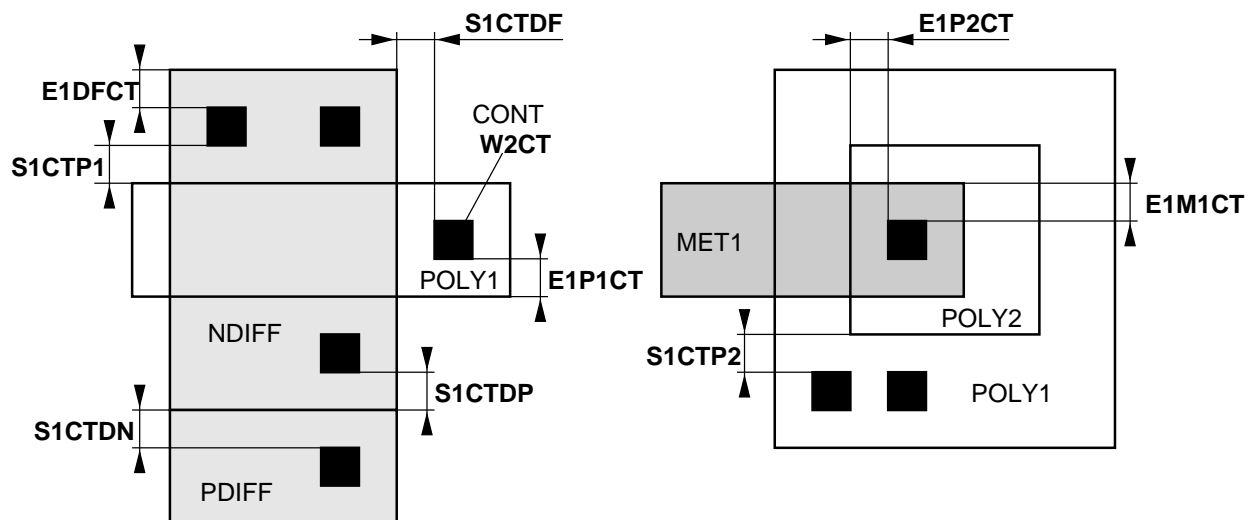 S1CTDF
E1P2CT
E1DFCT
CONT
W2CT
S1CTP1
E1M1CT
MET1
POLY1
E1P1CT
NDIFF
POLY2
S1CTP2
S1CTDP
POLY1
S1CTDN
PDIFF